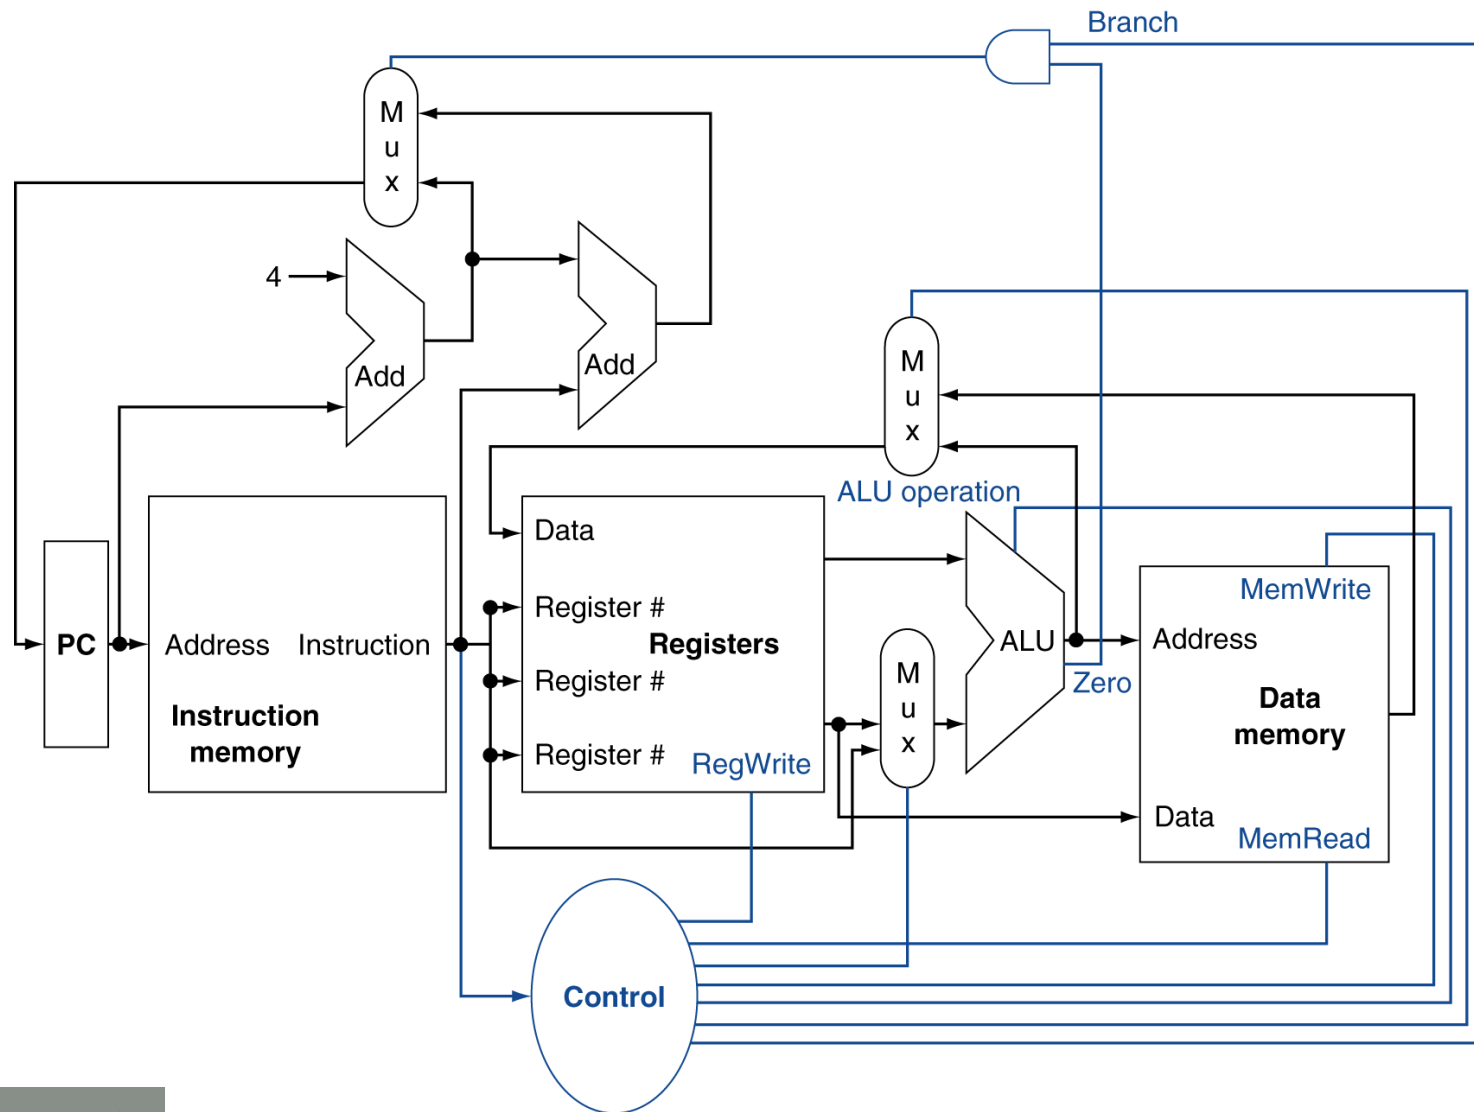 Branch
M
u
x
4
Add
Add
M
u
x
ALU operation
Data
Register #
Register #
Register #
Registers
RegWrite
PC
Address
Instruction
Instruction
memory
M
u
x
ALU
Zero
MemWrite
Address
Data
memory
Data
MemRead
Control